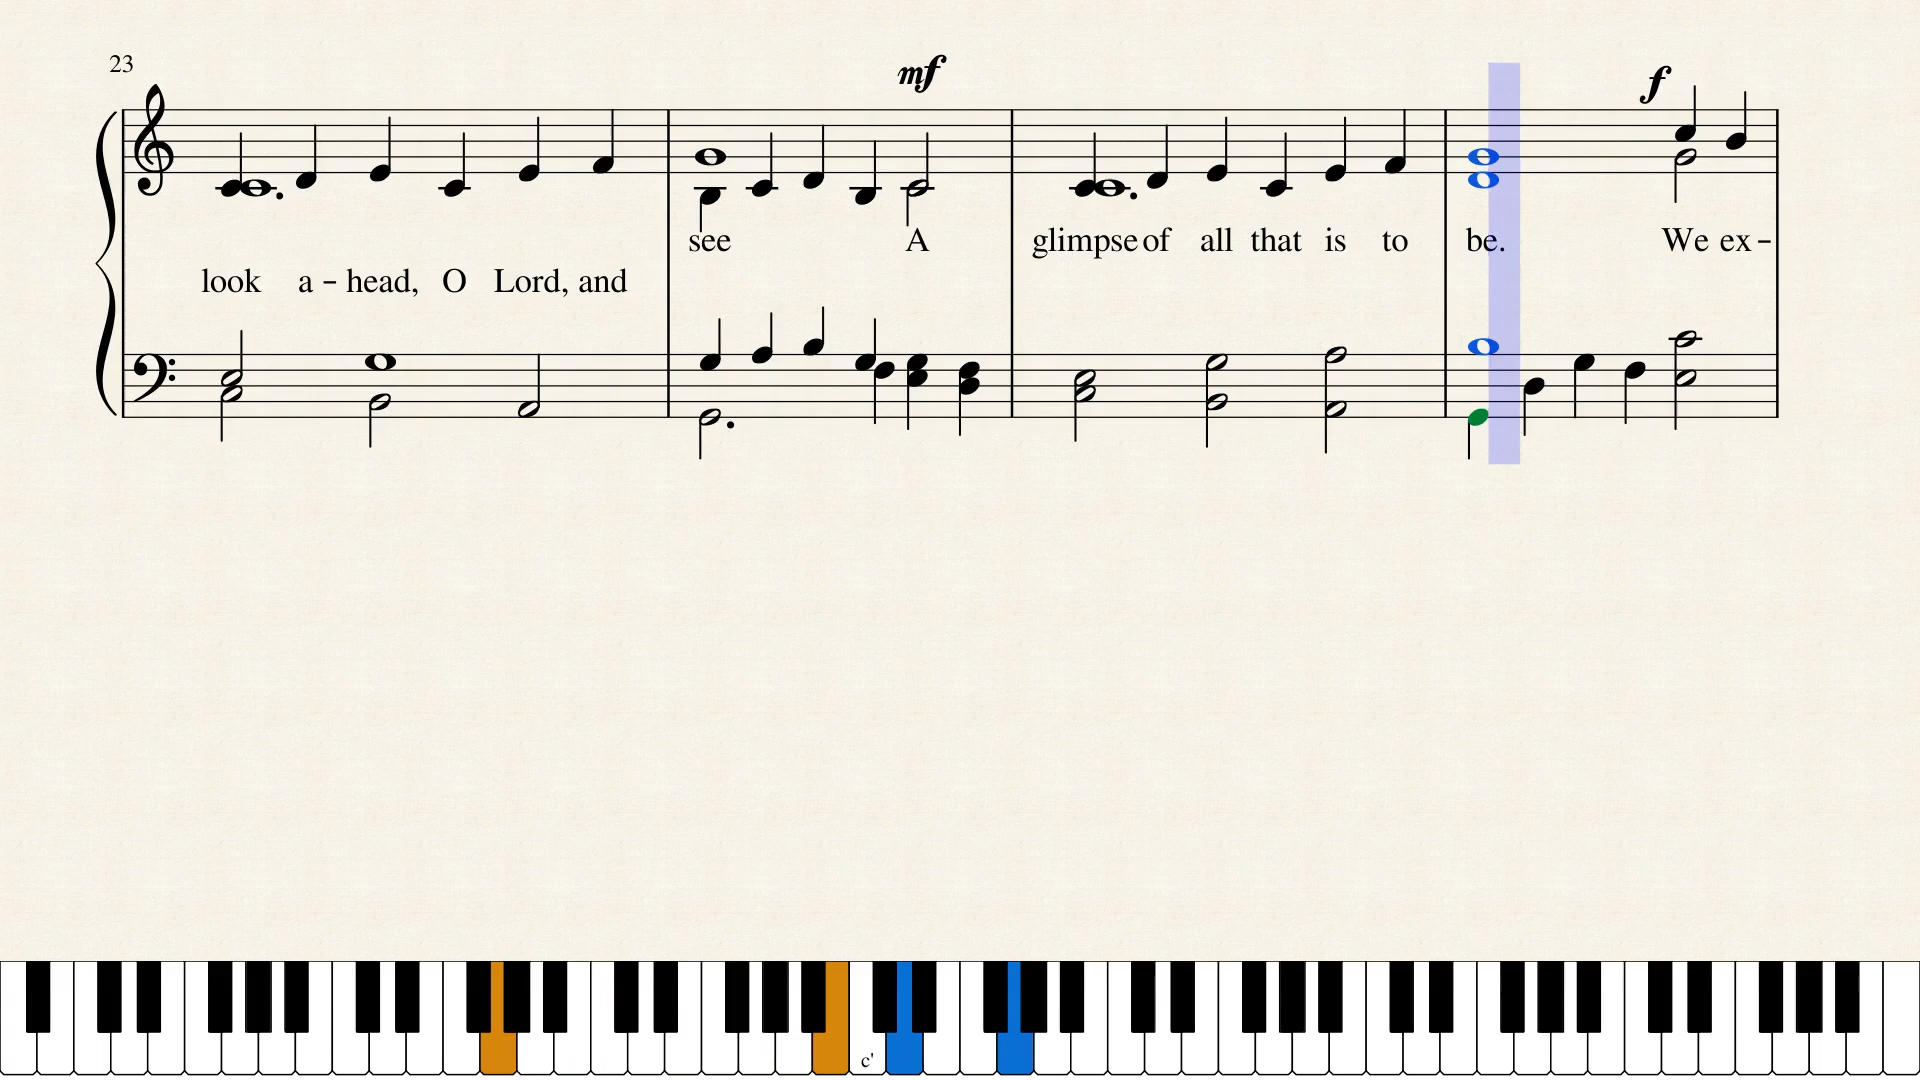 23
mf
f
see A glimpse of all that is to be. We ex-
look a - head, O Lord, and
c'